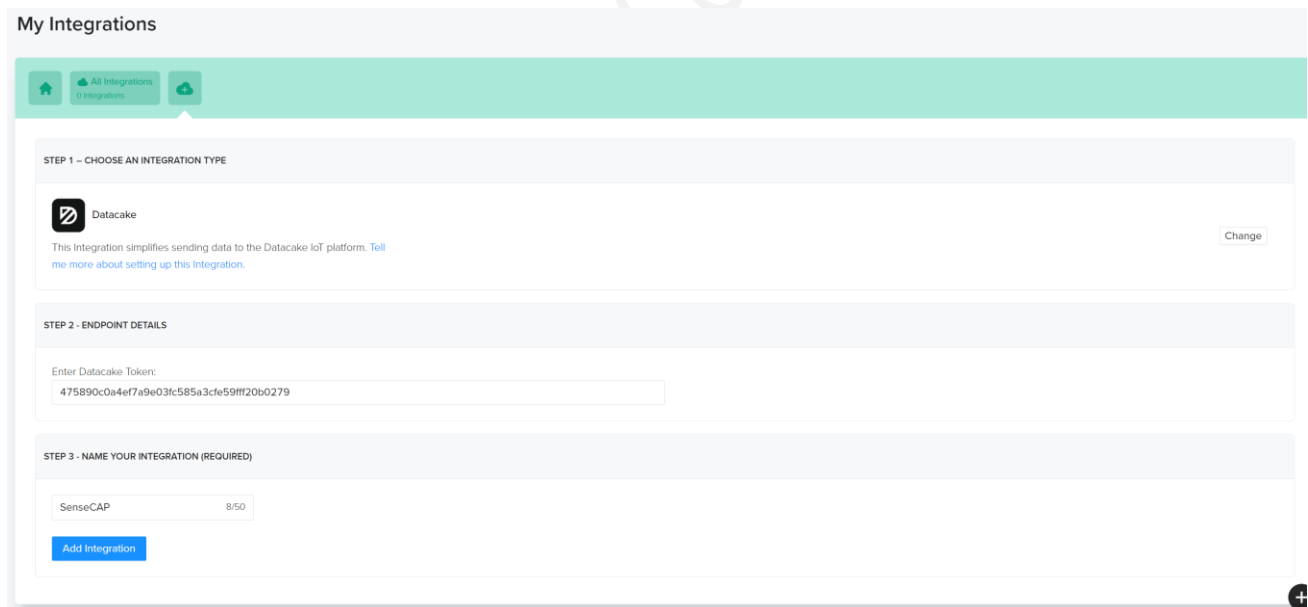 My Integrations
All Integrations
0 Integrations
STEP 1 – CHOOSE AN INTEGRATION TYPE
Datacake
This Integration simplifies sending data to the Datacake IoT platform. Tell
me more about setting up this Integration.
Change
STEP 2 - ENDPOINT DETAILS
Enter Datacake Token:
475890c0a4ef7a9e03fc585a3cfe59fff20b0279
STEP 3 - NAME YOUR INTEGRATION (REQUIRED)
SenseCAP 8/50
Add Integration